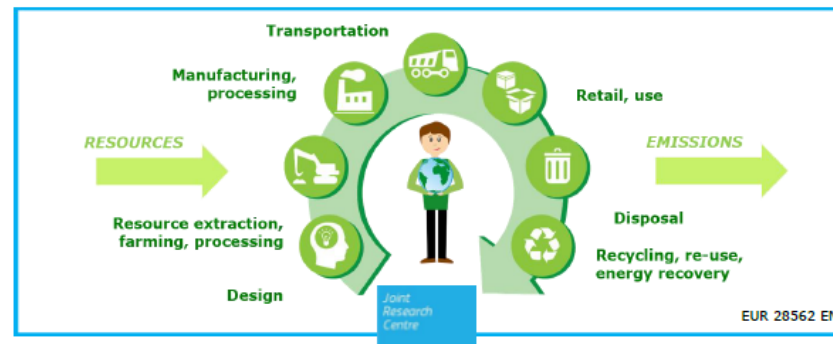 Transportation
Manufacturing,
processing
Retail, use
RESOURCES
EMISSIONS
Resource extraction,
farming, processing
Disposal
Recycling, re-use,
energy recovery
Design
Joint
Research
Centre
EUR 28562 EN